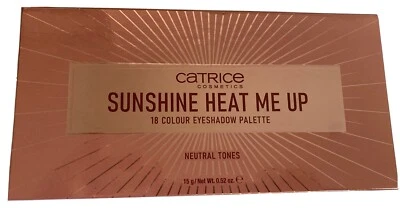 CATRICE
COSMETICS
SUNSHINE HEAT ME UP
18 COLOUR EYESHADOW PALETTE
NEUTRAL TONES
15 g / Net Wt. 0.52 oz. e